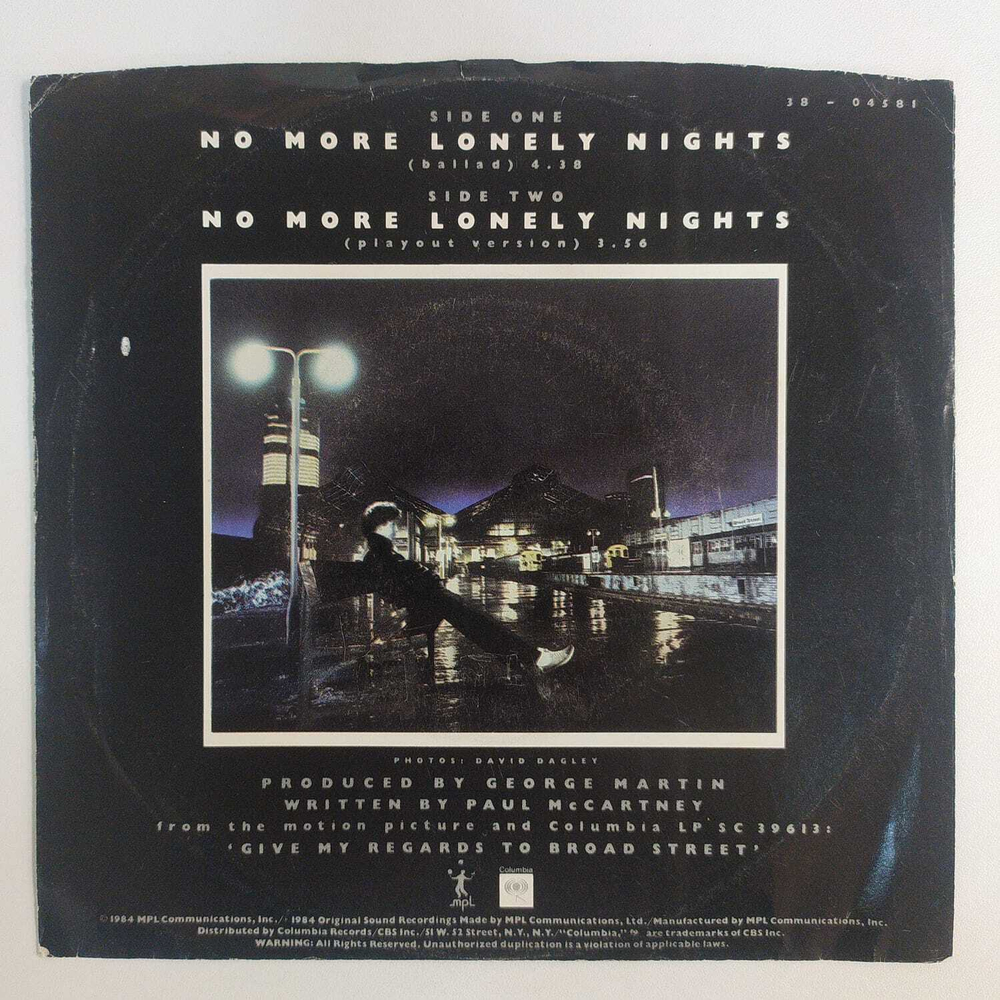 38 - 04581
SIDE ONE
NO MORE LONELY NIGHTS
(ballad) 4.38
SIDE TWO
NO MORE LONELY NIGHTS
(playout version) 3.56
Broad Street
PHOTOS: DAVID DAGLEY
PRODUCED BY GEORGE MARTIN
WRITTEN BY PAUL McCARTNEY
from the motion picture and Columbia LP SC 39613:
'GIVE MY REGARDS TO BROAD STREET'
Columbia
mpL
© 1984 MPL Communications, Inc./ 1984 Original Sound Recordings Made by MPL Communications, Ltd./Manufactured by MPL Communications, Inc.
Distributed by Columbia Records/CBS Inc./51 W. 52 Street, N.Y., N.Y./"Columbia," are trademarks of CBS Inc.
WARNING: All Rights Reserved. Unauthorized duplication is a violation of applicable laws.